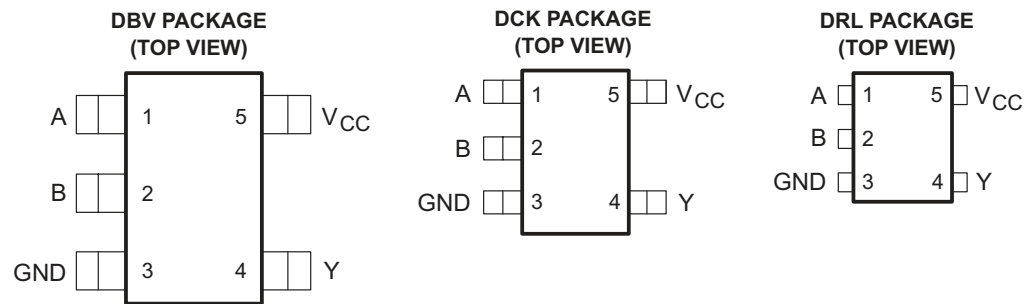 DBV PACKAGE
(TOP VIEW)
A 1 5 VCC
B 2
GND 3 4 Y
DCK PACKAGE
(TOP VIEW)
A 1 5 VCC
B 2
GND 3 4 Y
DRL PACKAGE
(TOP VIEW)
A 1 5 VCC
B 2
GND 3 4 Y